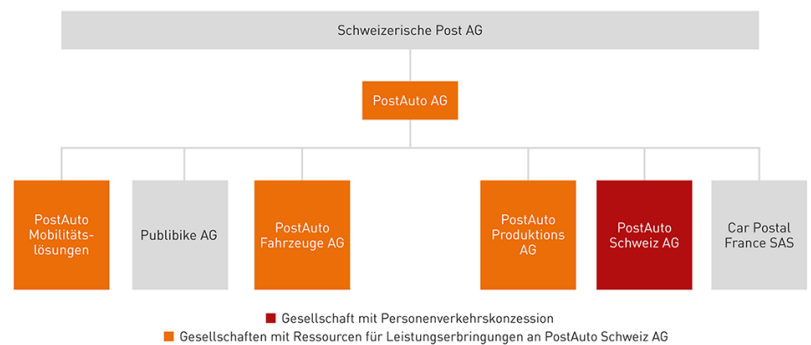 Schweizerische Post AG
PostAuto AG
PostAuto
Mobilitäts-
lösungen
Publibike AG
PostAuto
Fahrzeuge AG
PostAuto
Produktions
AG
PostAuto
Schweiz AG
Car Postal
France SAS
Gesellschaft mit Personenverkehrskonzession
Gesellschaften mit Ressourcen für Leistungserbringungen an PostAuto Schweiz AG